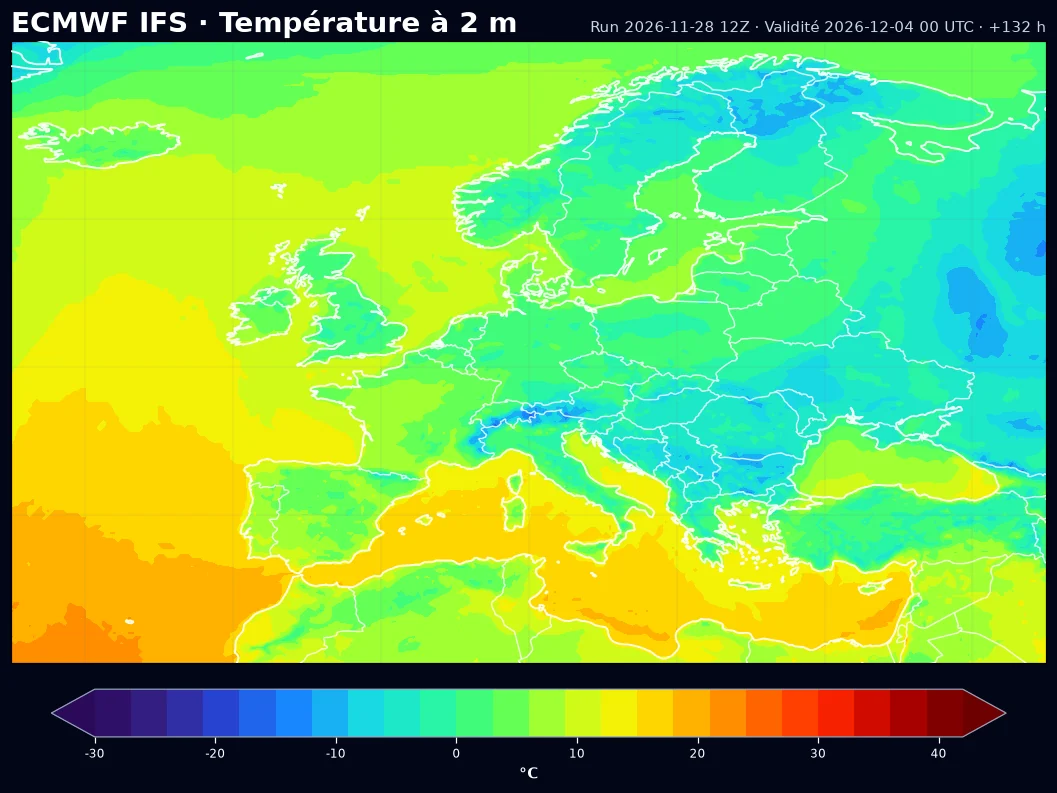 ECMWF IFS · Température à 2 m
Run 2026-11-28 12Z · Validité 2026-12-04 00 UTC · +132 h
-30 -20 -10 0 10 20 30 40
°C